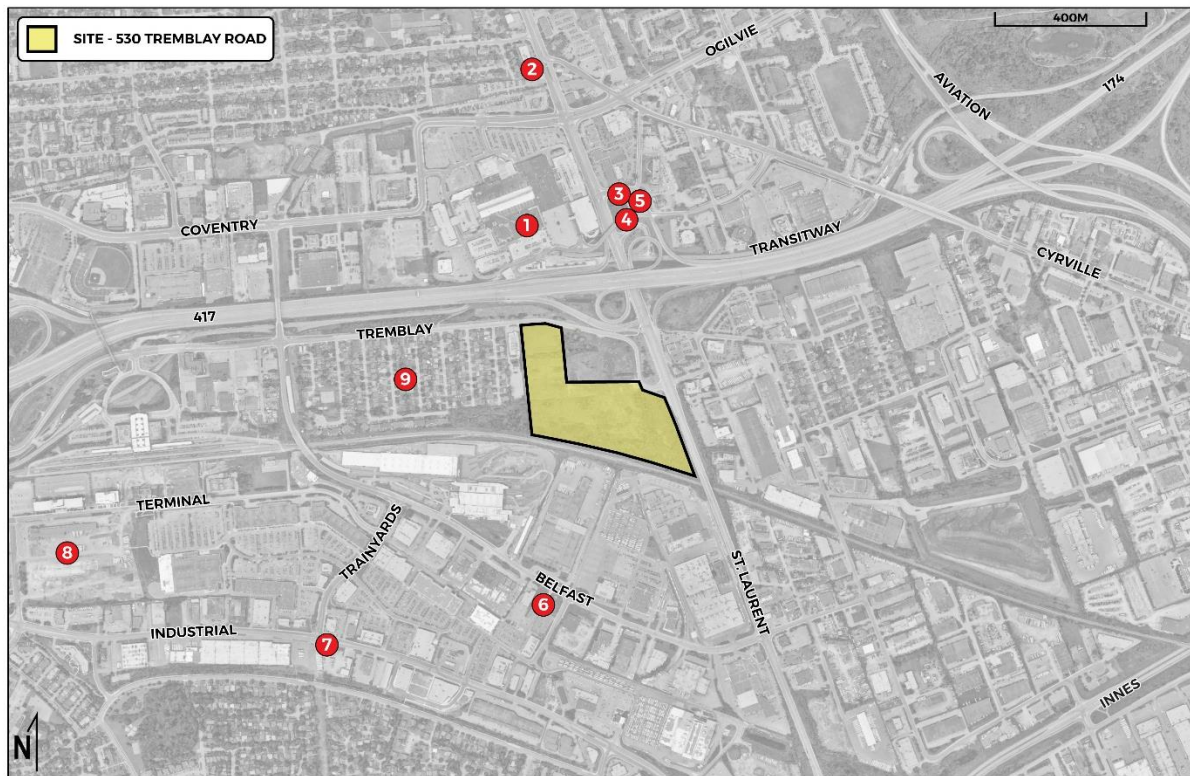 SITE - 530 TREMBLAY ROAD
400M
OGILVIE
2
AVIATION
174
3
5
4
1
COVENTRY
TRANSITWAY
CYRVILLE
417
TREMBLAY
9
TERMINAL
8
TRAINYARDS
BELFAST
6
ST. LAURENT
INDUSTRIAL
7
INNES
N